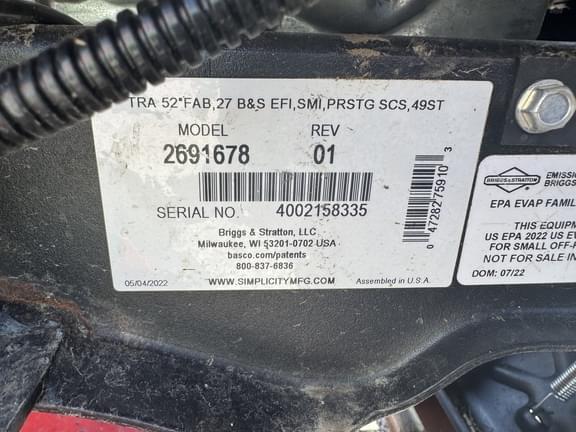 TRA 52"FAB,27 B&S EFI,SMI,PRSTG SCS,49ST
MODEL REV
2691678 01
SERIAL NO. 4002158335
Briggs & Stratton, LLC
Milwaukee, WI 53201-0702 USA
basco.com/patents
800-837-6836
05/04/2022 WWW.SIMPLICITYMFG.COM Assembled in U.S.A.
0 47282 75910 3
BRIGGS & STRATTON
EMISSIO
BRIGGS
EPA EVAP FAMIL
THIS EQUIPM
US EPA 2022 US EV
FOR SMALL OFF-R
NOT FOR SALE IN
DOM: 07/22